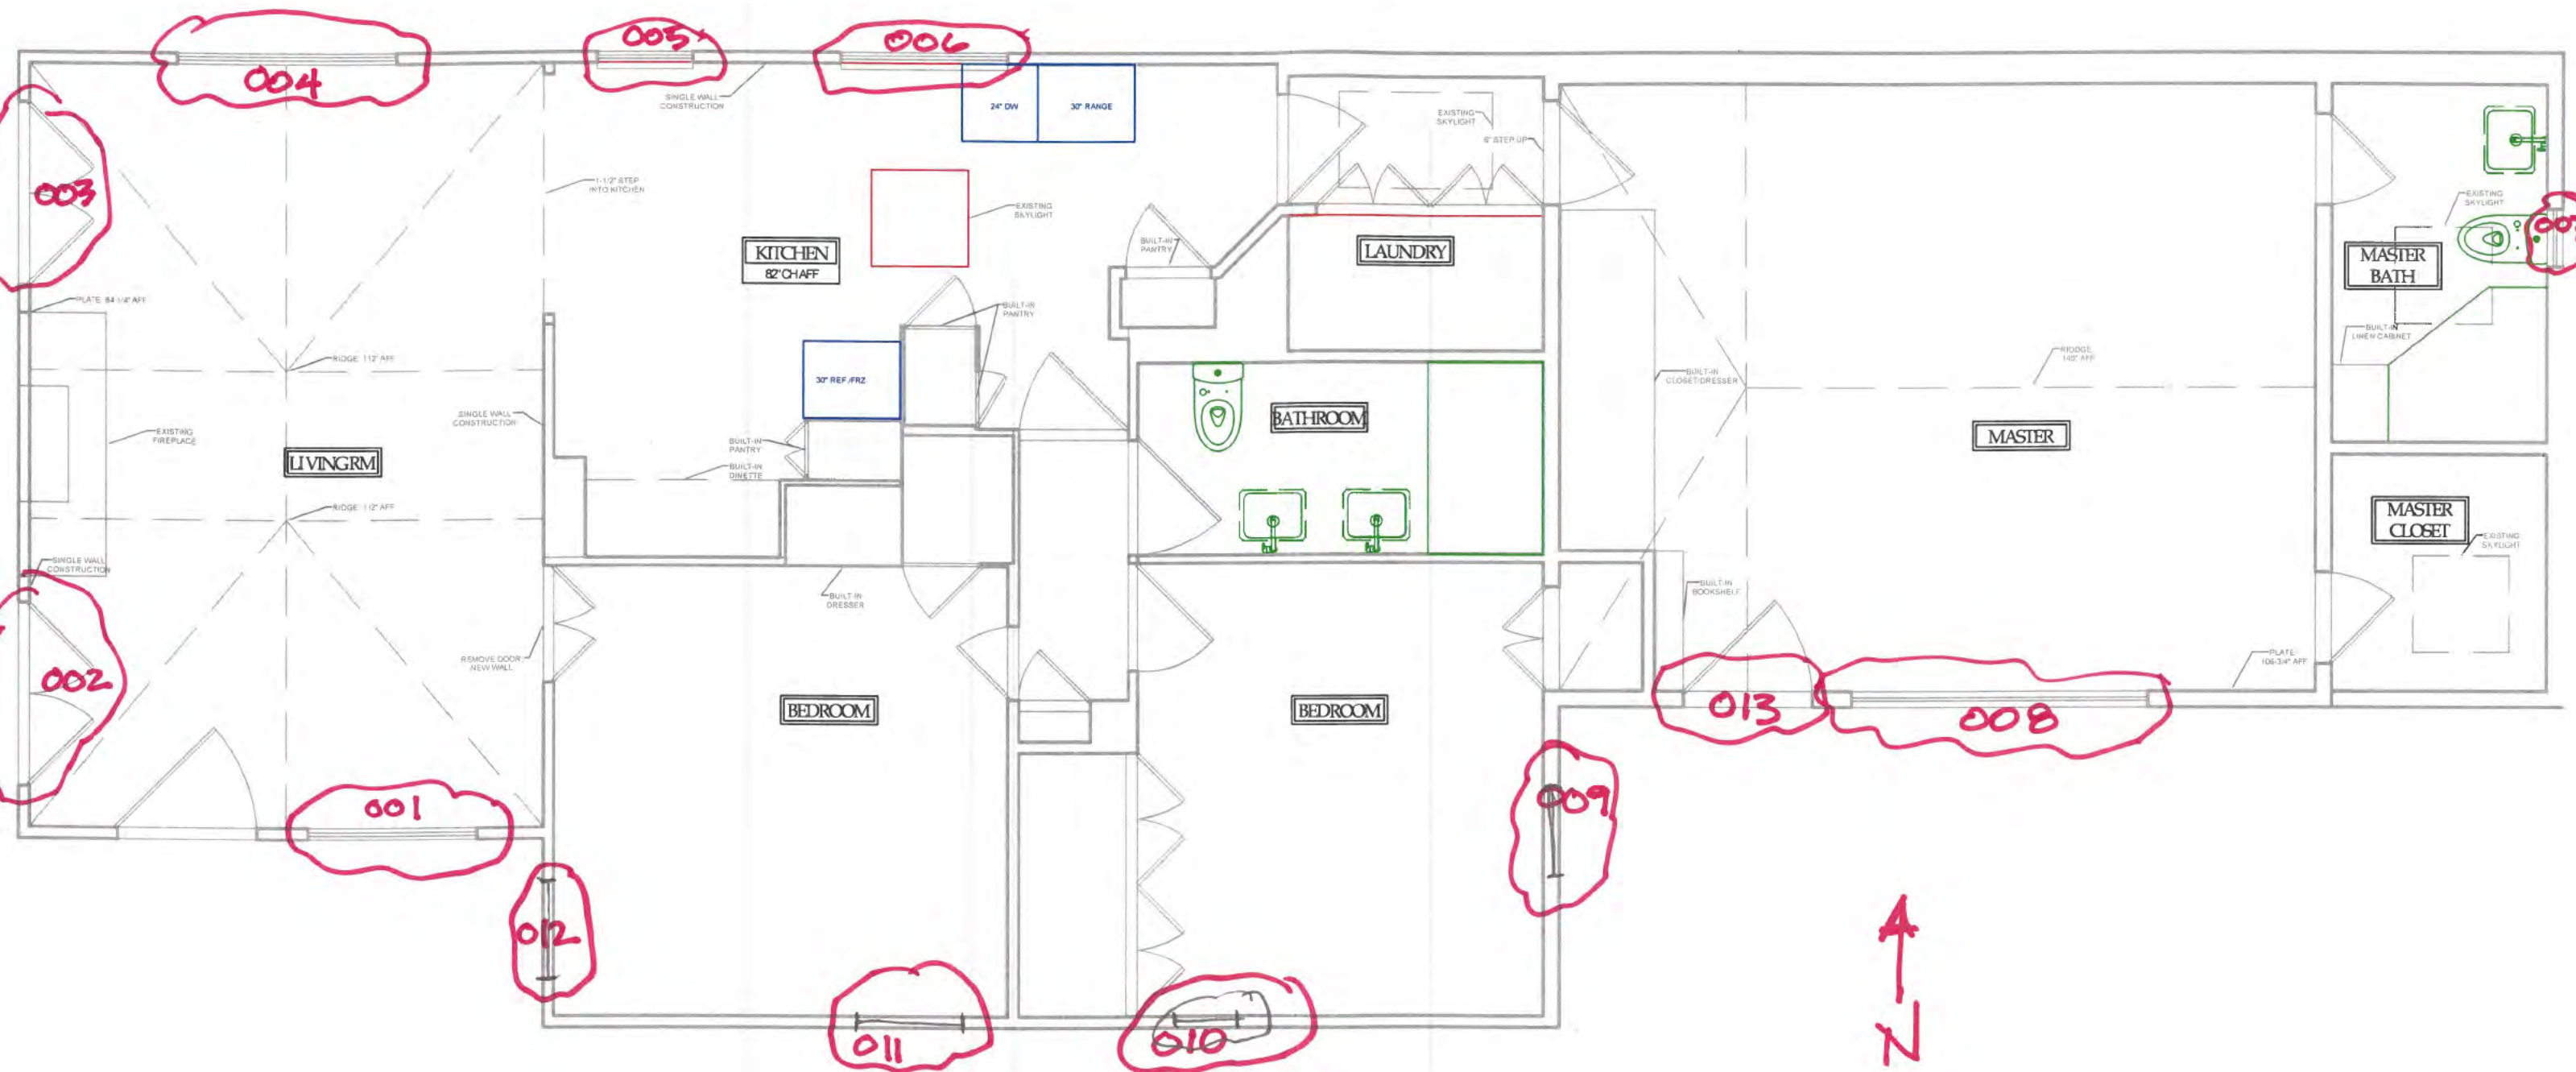 004
005
006
003
SINGLE WALL
CONSTRUCTION
24" DW
30" RANGE
EXISTING
SKYLIGHT
6" STEP UP
1-1/2" STEP
INTO KITCHEN
EXISTING
SKYLIGHT
EXISTING
SKYLIGHT
KITCHEN
82"CH AFF
BUILT-IN
PANTRY
LAUNDRY
MASTER
BATH
PLATE: 84-1/4" AFF
BUILT-IN
PANTRY
BUILT-IN
LINEN CABINET
RIDGE: 112" AFF
30" REF./FRZ
BUILT-IN
CLOSET/DRESSER
SINGLE WALL
CONSTRUCTION
BATHROOM
EXISTING
FIREPLACE
BUILT-IN
PANTRY
BUILT-IN
DINETTE
LIVINGRM
MASTER
RIDGE: 112" AFF
MASTER
CLOSET
EXISTING
SKYLIGHT
SINGLE WALL
CONSTRUCTION
BUILT-IN
DRESSER
BUILT-IN
BOOKSHELF
REMOVE DOOR
NEW WALL
PLATE:
106-3/4" AFF
002
BEDROOM
BEDROOM
013
008
001
009
012
011
010
N